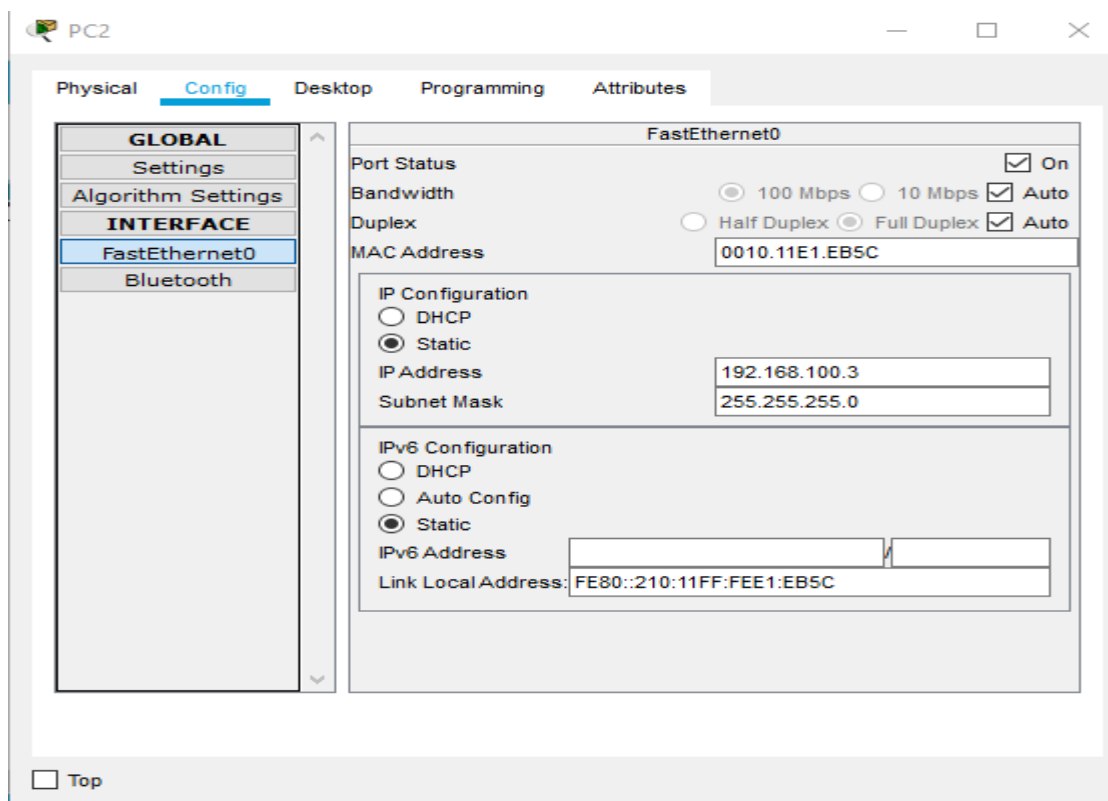 PC2
Physical Config Desktop Programming Attributes
GLOBAL
Settings
Algorithm Settings
INTERFACE
FastEthernet0
Bluetooth
FastEthernet0
Port Status On
Bandwidth 100 Mbps 10 Mbps Auto
Duplex Half Duplex Full Duplex Auto
MAC Address 0010.11E1.EB5C
IP Configuration
DHCP
Static
IP Address 192.168.100.3
Subnet Mask 255.255.255.0
IPv6 Configuration
DHCP
Auto Config
Static
IPv6 Address /
Link Local Address: FE80::210:11FF:FEE1:EB5C
Top